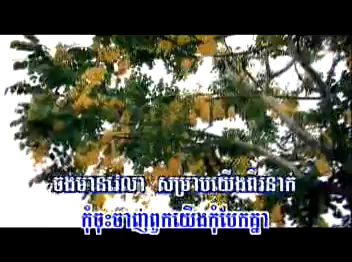 ចង់មានវេលា សម្រាប់យើងពីរនាក់
កុំចុះចាញ់ពួកយើងកុំបែកគ្នា